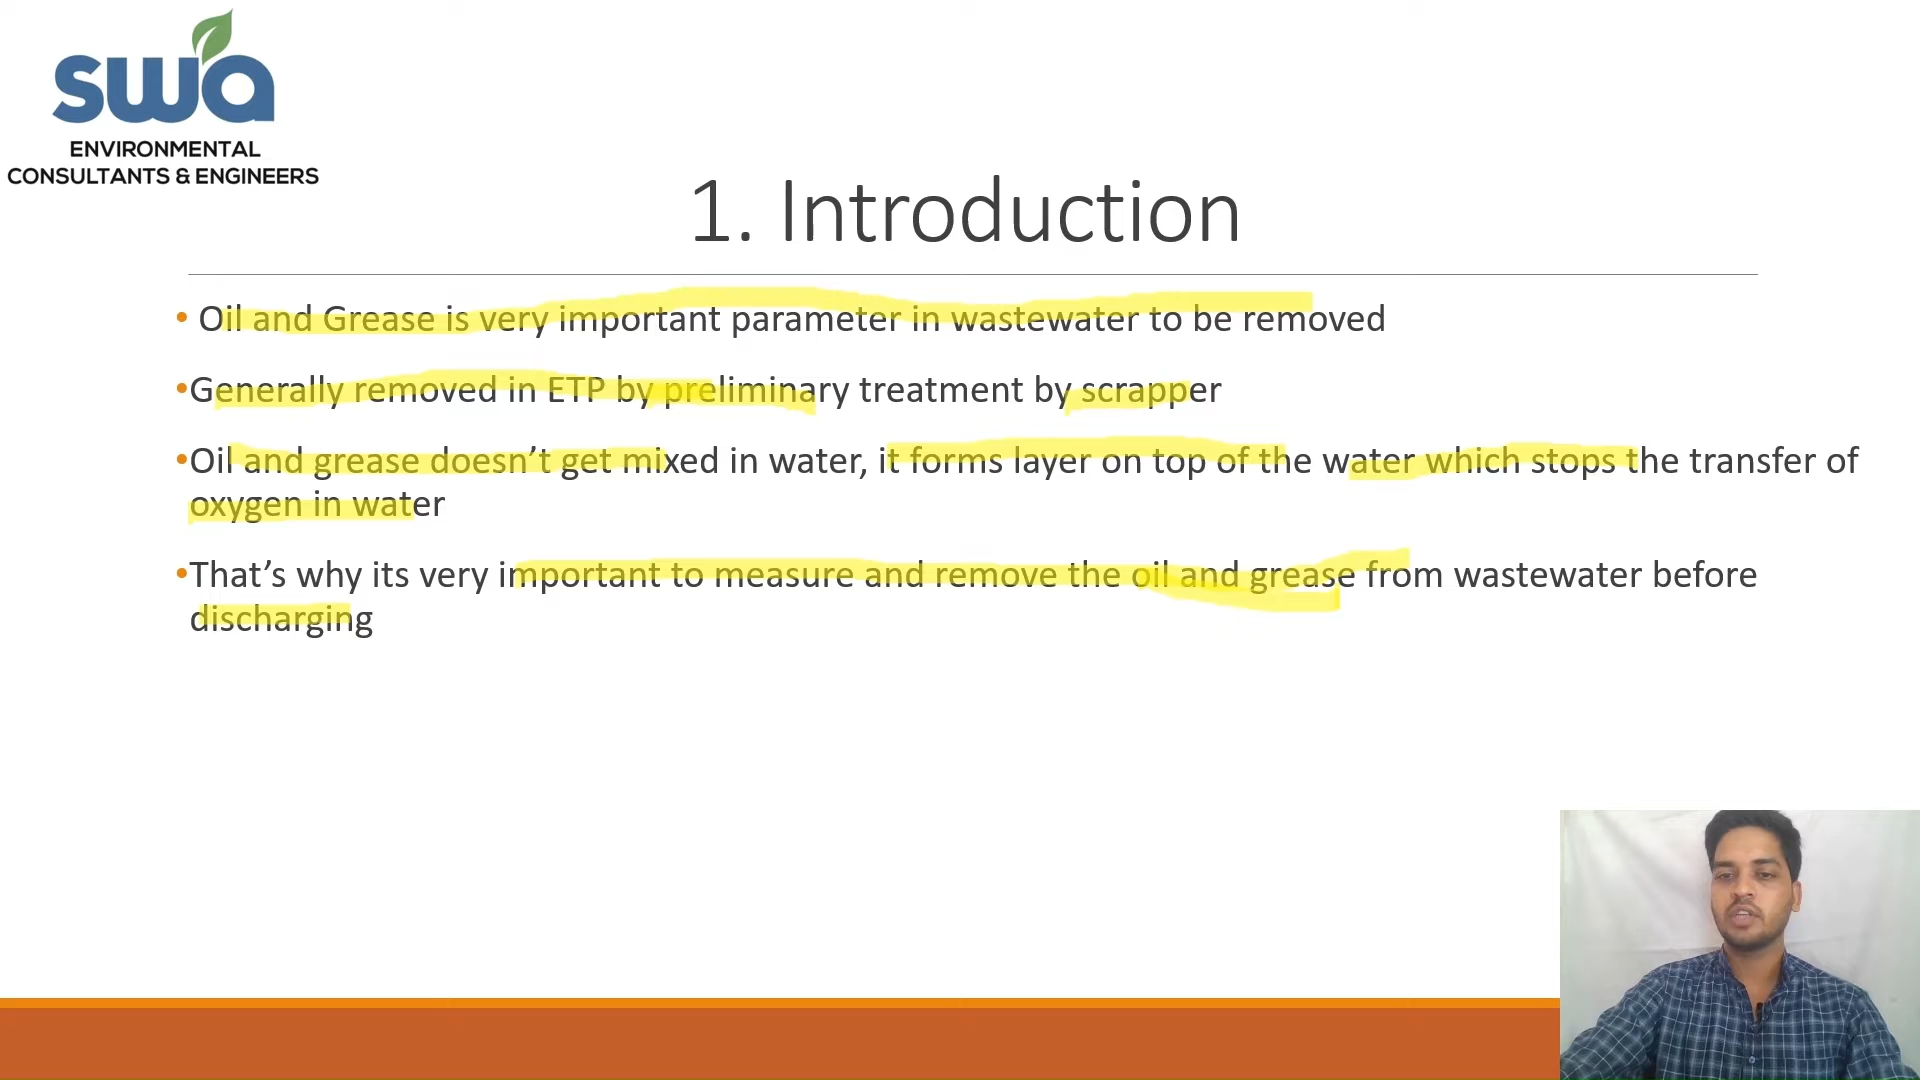 swa
ENVIRONMENTAL
CONSULTANTS & ENGINEERS
1. Introduction
• Oil and Grease is very important parameter in wastewater to be removed
•Generally removed in ETP by preliminary treatment by scrapper
•Oil and grease doesn’t get mixed in water, it forms layer on top of the water which stops the transfer of
oxygen in water
•That’s why its very important to measure and remove the oil and grease from wastewater before
discharging